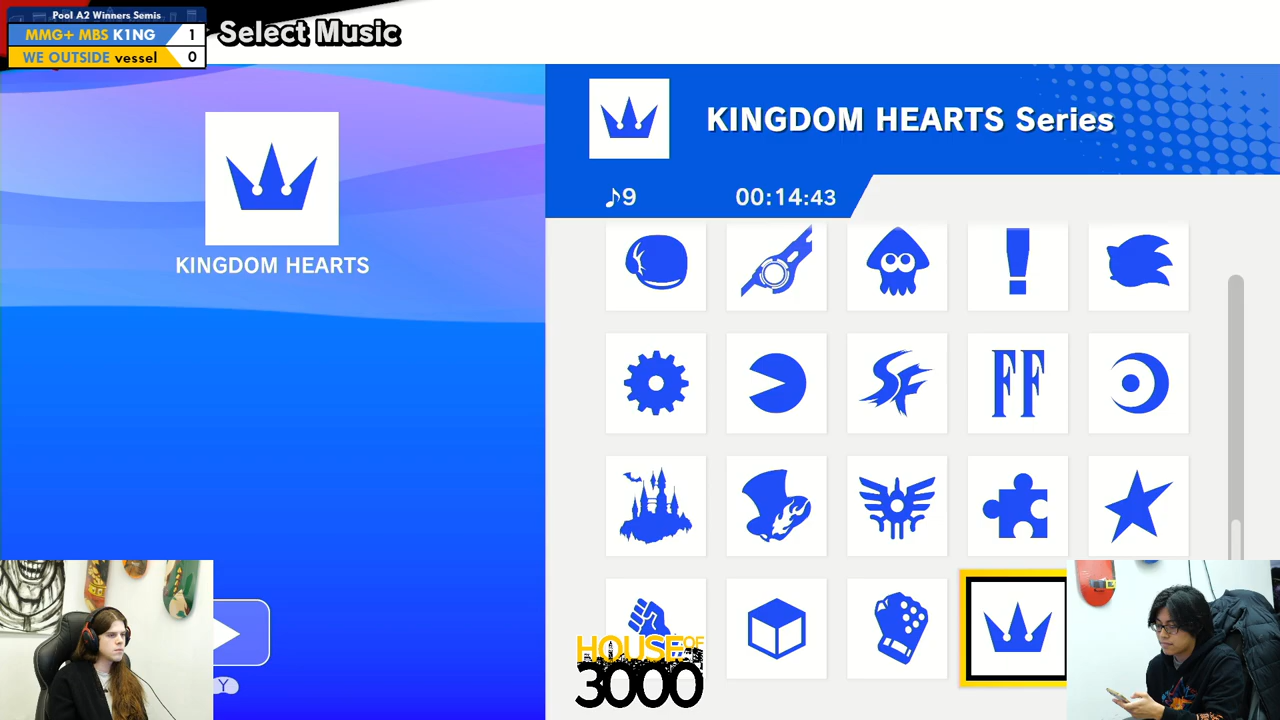 Pool A2 Winners Semis
MMG+ MBS K1NG 1
WE OUTSIDE vessel 0
Select Music
KINGDOM HEARTS
KINGDOM HEARTS Series
♪9 00:14:43
SF
FF
HOUSE OF
3000
Y